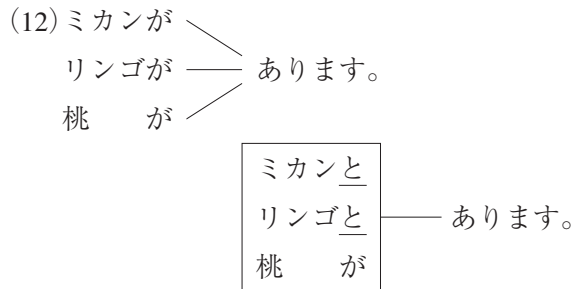 (12)ミカンが
リンゴが あります。
桃　が
ミカンと
リンゴと あります。
桃　が